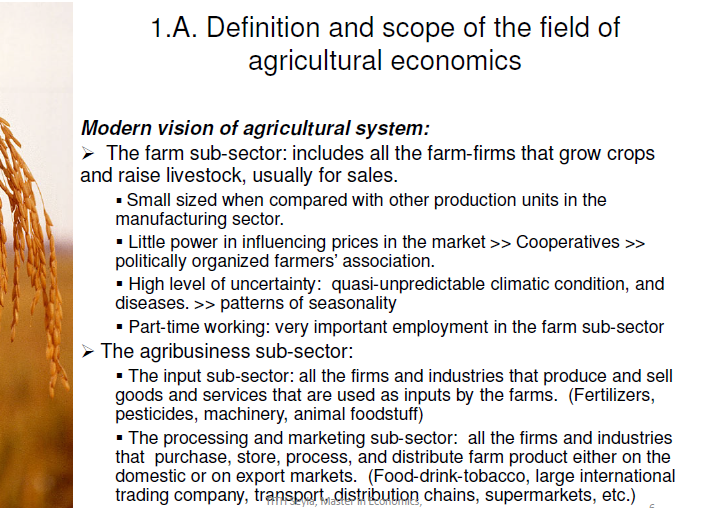 1.A. Definition and scope of the field of
agricultural economics
Modern vision of agricultural system:
➢ The farm sub-sector: includes all the farm-firms that grow crops
and raise livestock, usually for sales.
▪ Small sized when compared with other production units in the
manufacturing sector.
▪ Little power in influencing prices in the market >> Cooperatives >>
politically organized farmers' association.
▪ High level of uncertainty: quasi-unpredictable climatic condition, and
diseases. >> patterns of seasonality
▪ Part-time working: very important employment in the farm sub-sector
➢ The agribusiness sub-sector:
▪ The input sub-sector: all the firms and industries that produce and sell
goods and services that are used as inputs by the farms. (Fertilizers,
pesticides, machinery, animal foodstuff)
▪ The processing and marketing sub-sector: all the firms and industries
that purchase, store, process, and distribute farm product either on the
domestic or on export markets. (Food-drink-tobacco, large international
trading company, transport, distribution chains, supermarkets, etc.)
Seyla, Master in Economics,